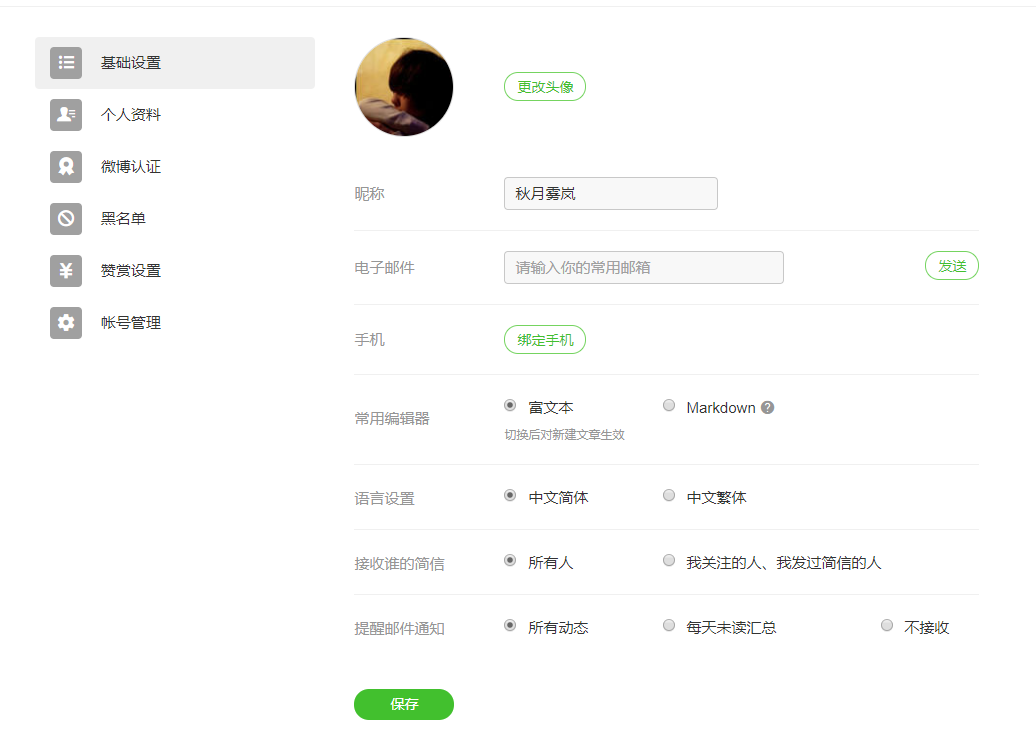 基础设置
个人资料
微博认证
黑名单
赞赏设置
帐号管理
更改头像
昵称 秋月雾岚
电子邮件 请输入你的常用邮箱 发送
手机 绑定手机
常用编辑器 富文本 Markdown ?
切换后对新建文章生效
语言设置 中文简体 中文繁体
接收谁的简信 所有人 我关注的人、我发过简信的人
提醒邮件通知 所有动态 每天未读汇总 不接收
保存